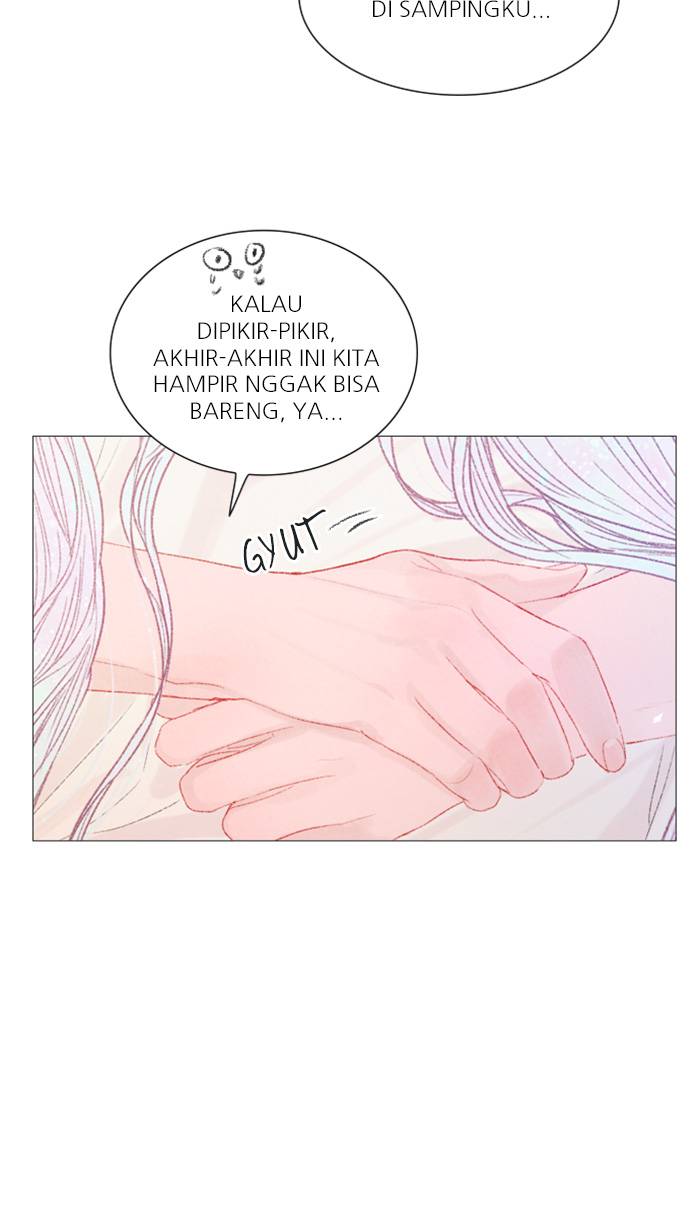 DI SAMPINGKU...
KALAU
DIPIKIR-PIKIR,
AKHIR-AKHIR INI KITA
HAMPIR NGGAK BISA
BARENG, YA...
GYUT